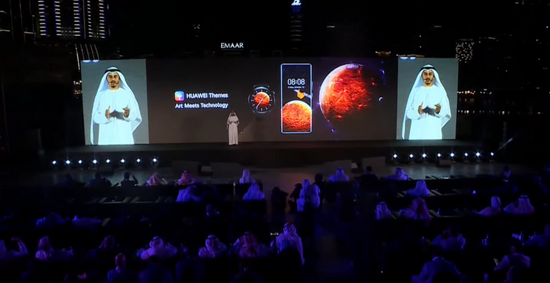 EMAAR
HUAWEI Themes
Art Meets Technology
08:08